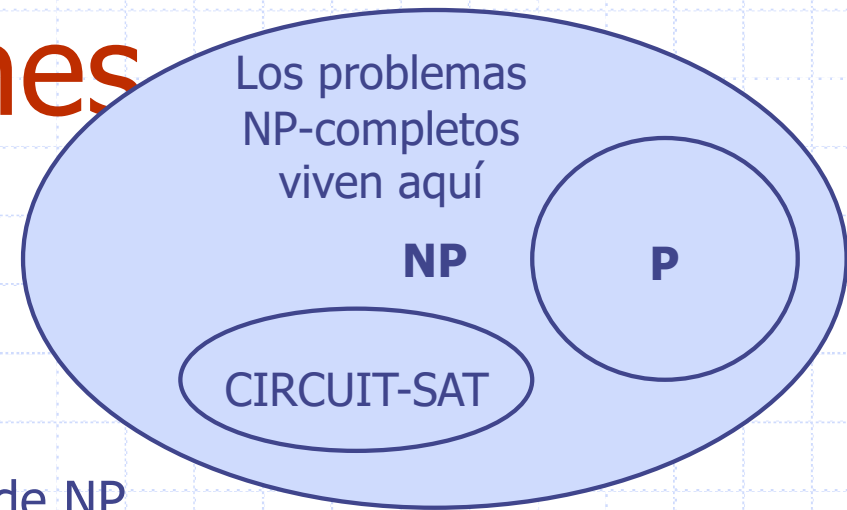 nes
Los problemas
NP-completos
viven aquí
NP
P
CIRCUIT-SAT
de NP